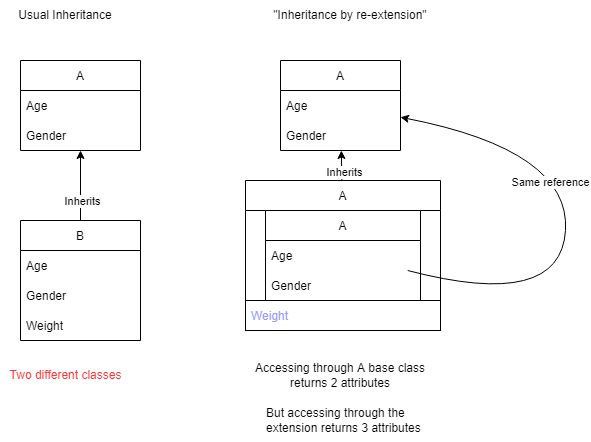 Usual Inheritance
"Inheritance by re-extension"
A
Age
Gender
Inherits
B
Age
Gender
Weight
Two different classes
A
Age
Gender
Inherits
Same reference
A
A
Age
Gender
Weight
Accessing through A base class
returns 2 attributes
But accessing through the
extension returns 3 attributes